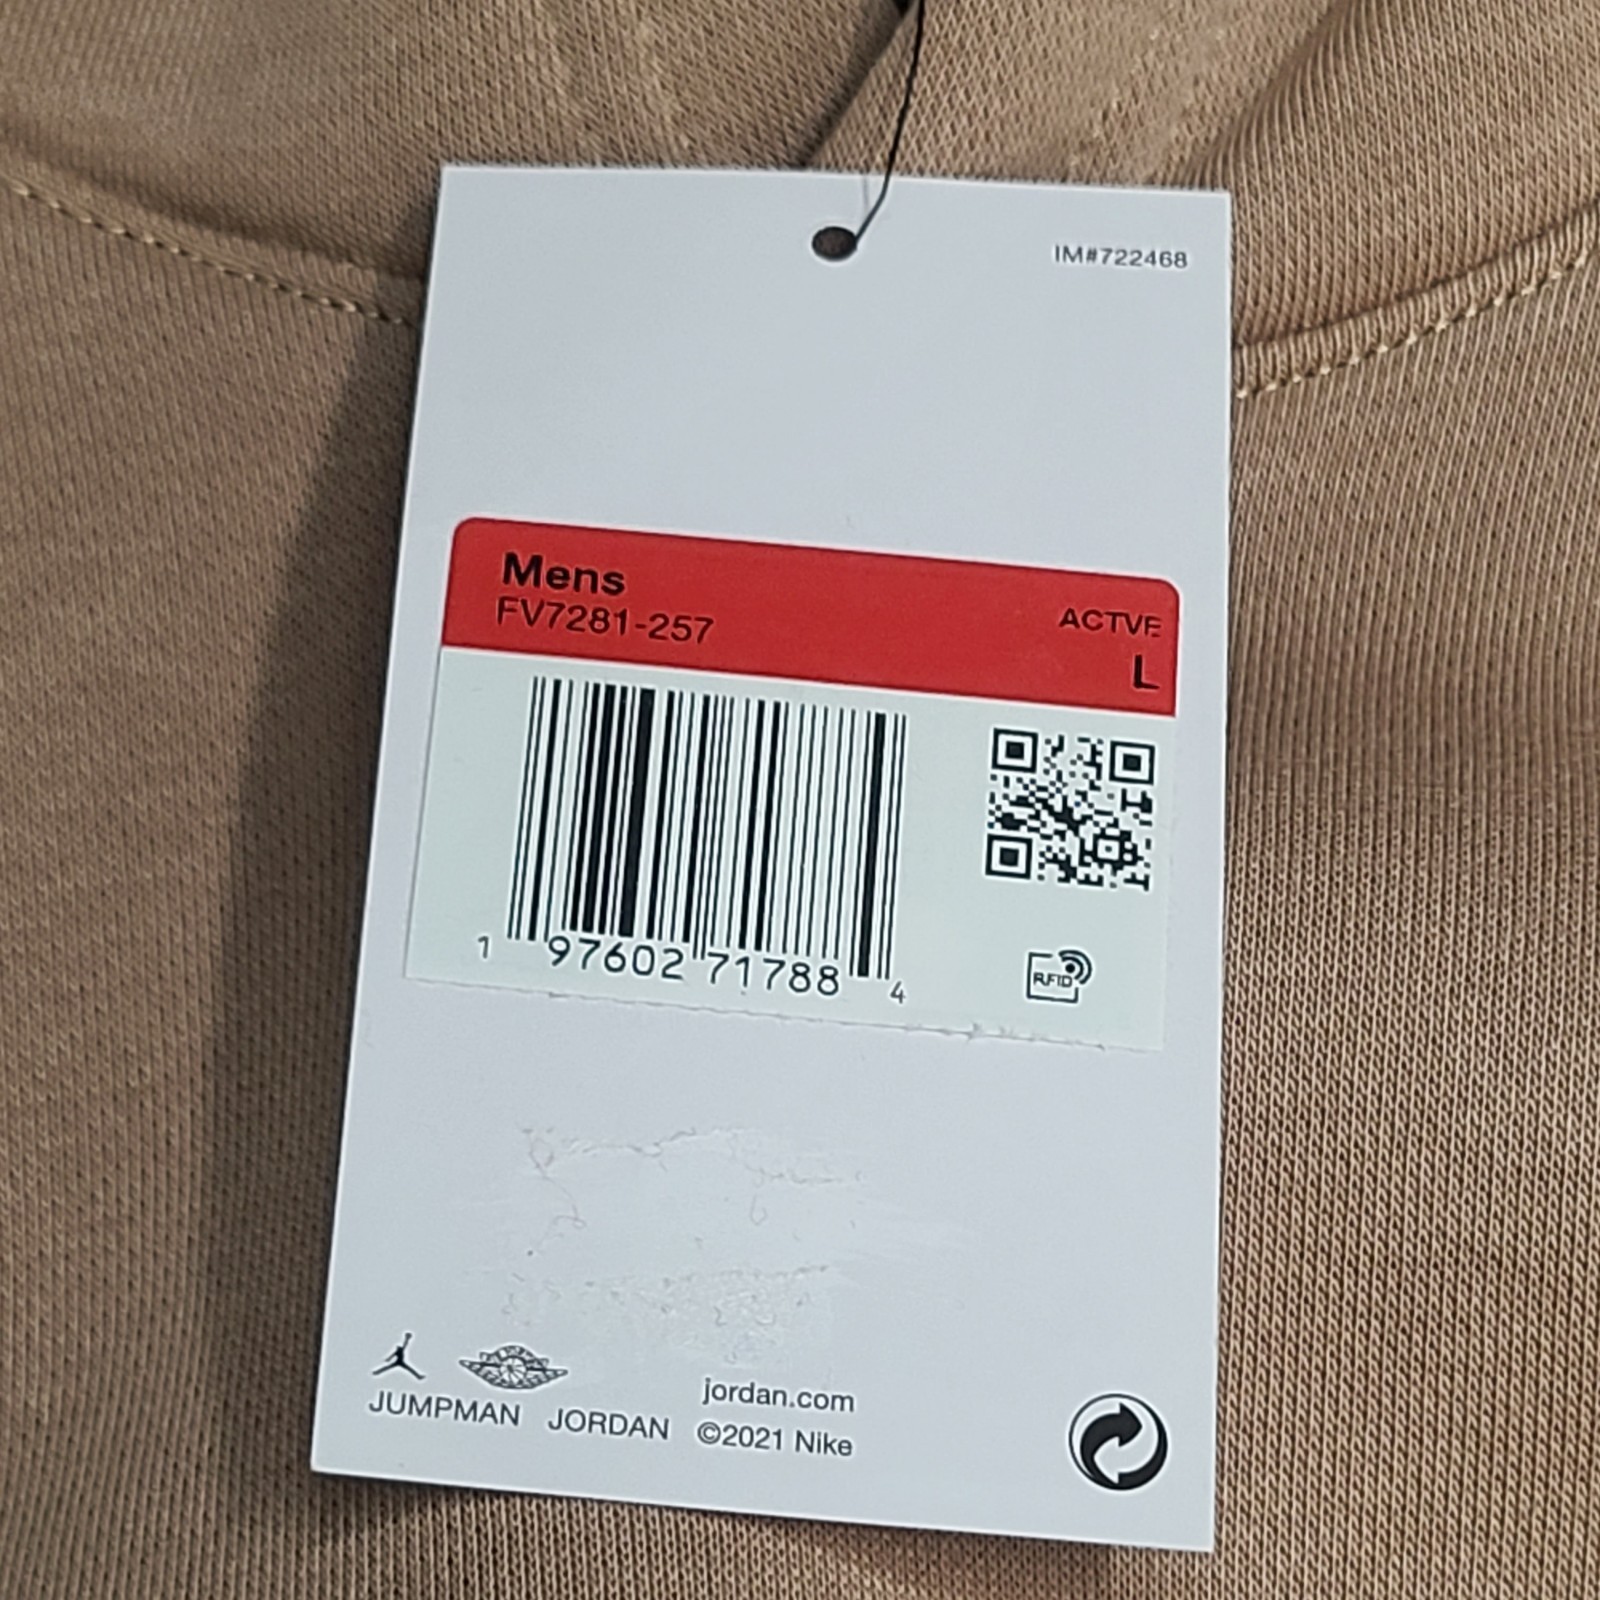 IM#722468
Mens
FV7281-257
ACTVE
L
1 97602 71788 4
RFID
JUMPMAN JORDAN
jordan.com
©2021 Nike